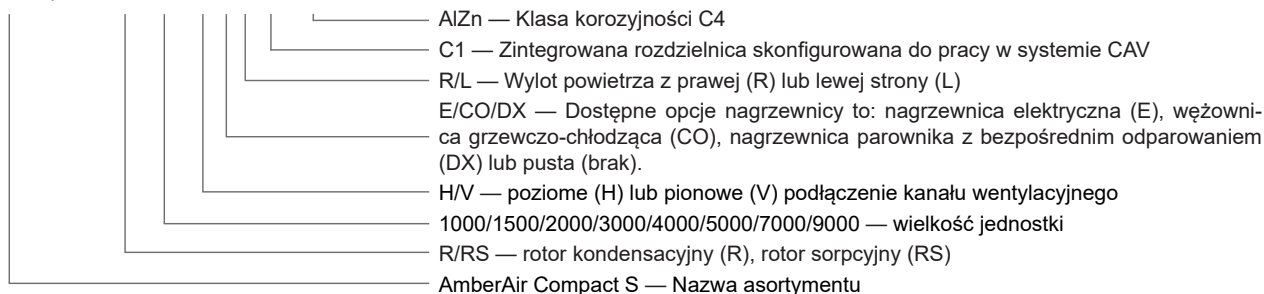 AlZn — Klasa korozyjności C4
C1 — Zintegrowana rozdzielnica skonfigurowana do pracy w systemie CAV
R/L — Wylot powietrza z prawej (R) lub lewej strony (L)
E/CO/DX — Dostępne opcje nagrzewnicy to: nagrzewnica elektryczna (E), wężowni-
ca grzewczo-chłodząca (CO), nagrzewnica parownika z bezpośrednim odparowaniem
(DX) lub pusta (brak).
H/V — poziome (H) lub pionowe (V) podłączenie kanału wentylacyjnego
1000/1500/2000/3000/4000/5000/7000/9000 — wielkość jednostki
R/RS — rotor kondensacyjny (R), rotor sorpcyjny (RS)
AmberAir Compact S — Nazwa asortymentu